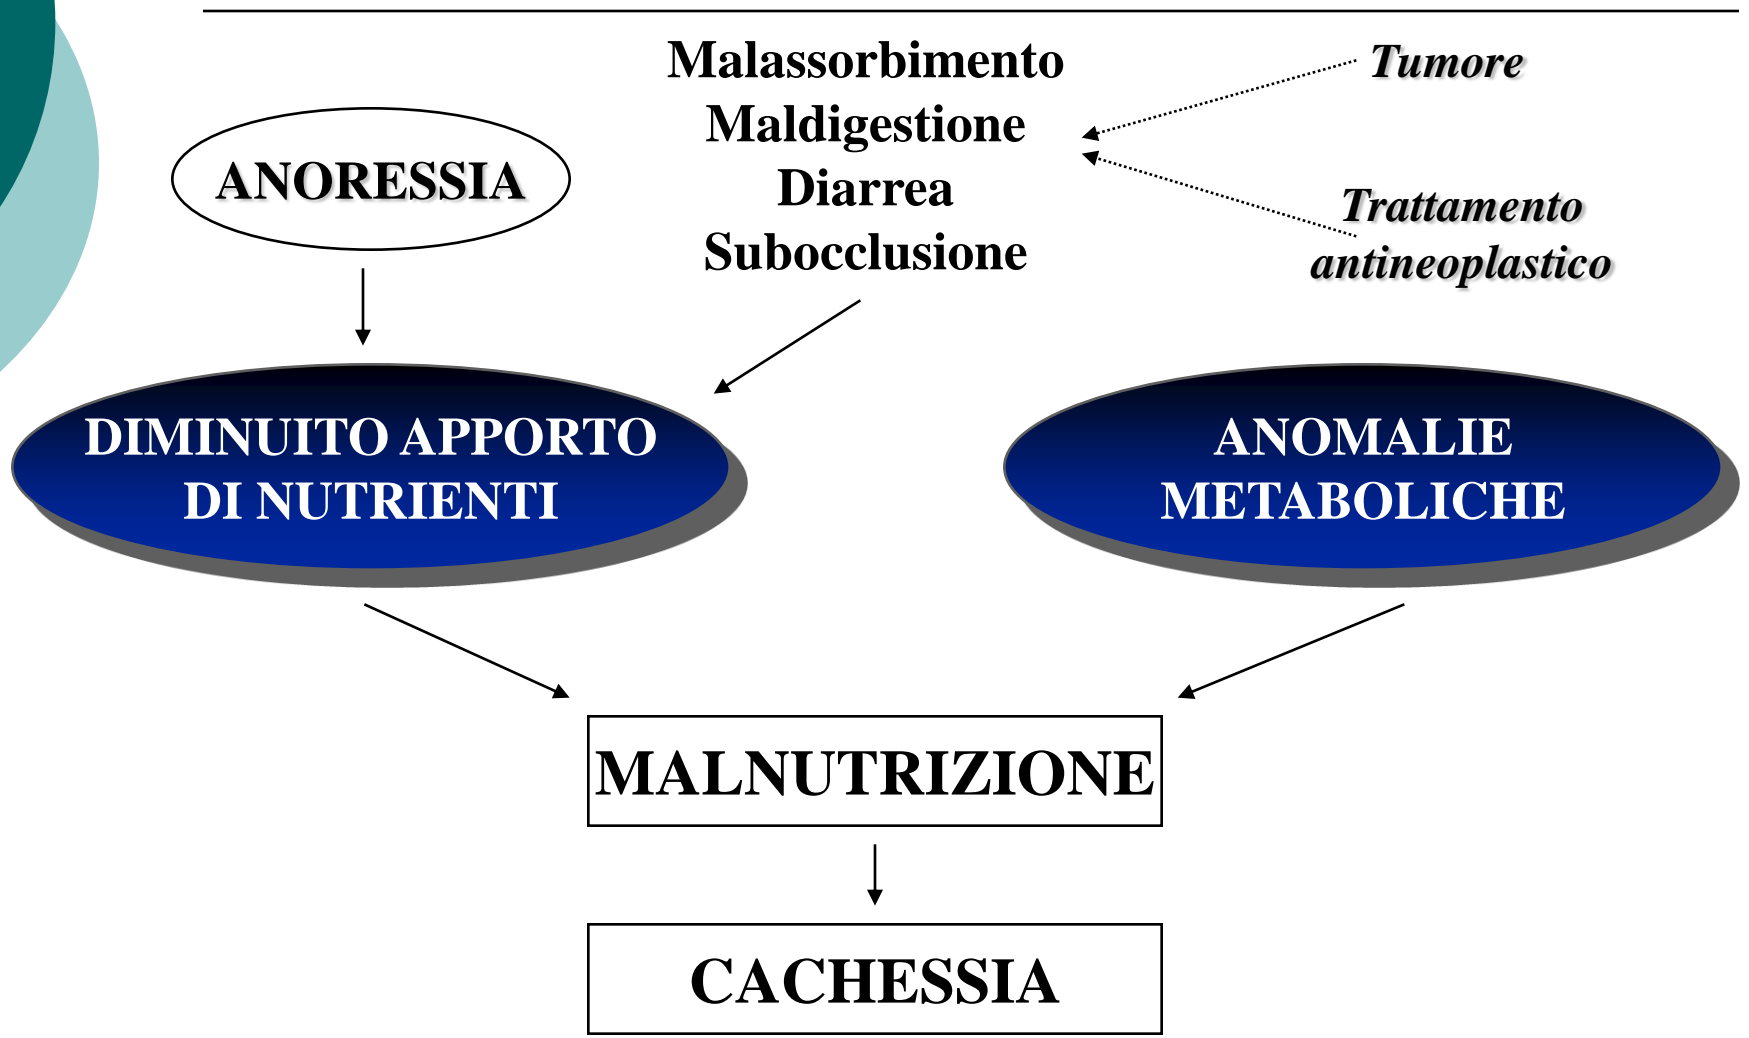 Malassorbimento
Maldigestione
Diarrea
Subocclusione
Tumore
Trattamento
antineoplastico
ANORESSIA
DIMINUITO APPORTO
DI NUTRIENTI
ANOMALIE
METABOLICHE
MALNUTRIZIONE
CACHESSIA